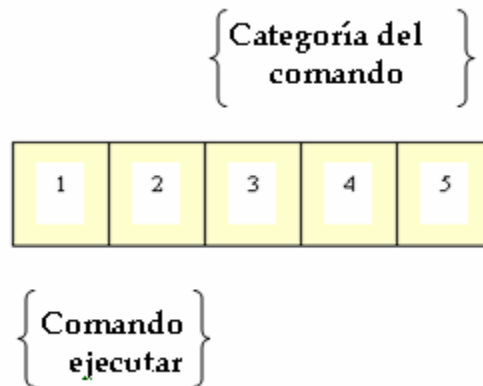 Categoría del
comando
1 2 3 4 5
Comando
ejecutar